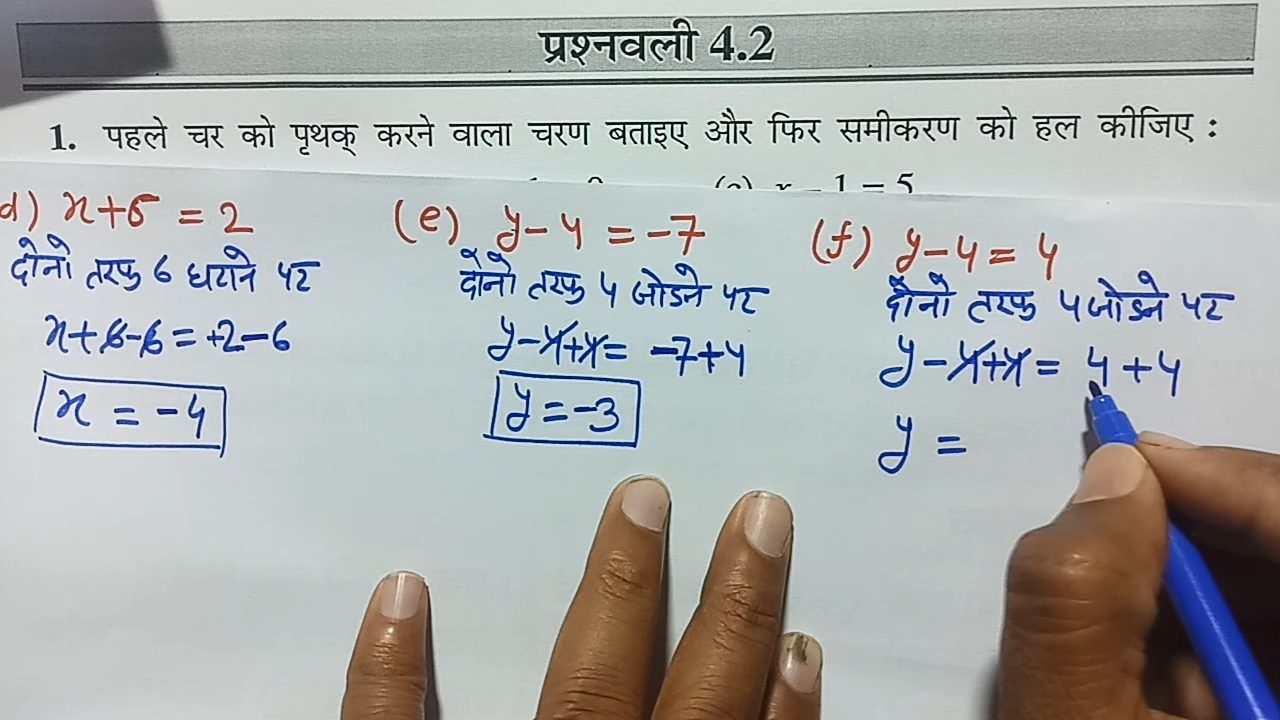 प्रश्नवली 4.2
1. पहले चर को पृथक् करने वाला चरण बताइए और फिर समीकरण को हल कीजिए :
d) x+6 = 2
दोनो तरफ 6 घटाने पर
x+6-6 = +2-6
x = -4
(e) y-4 = -7
दोनो तरफ 4 जोडने पर
y-4+4 = -7+4
y = -3
(f) y-4 = 4
दोनो तरफ 4 जोडने पर
y-4+4 = 4+4
y =